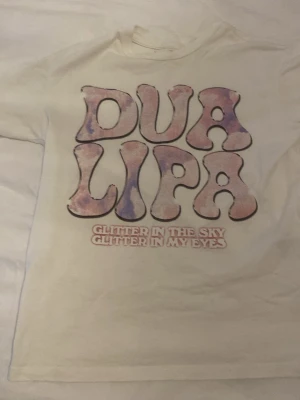 DUA
LIPA
GLITTER IN THE SKY
GLITTER IN MY EYES